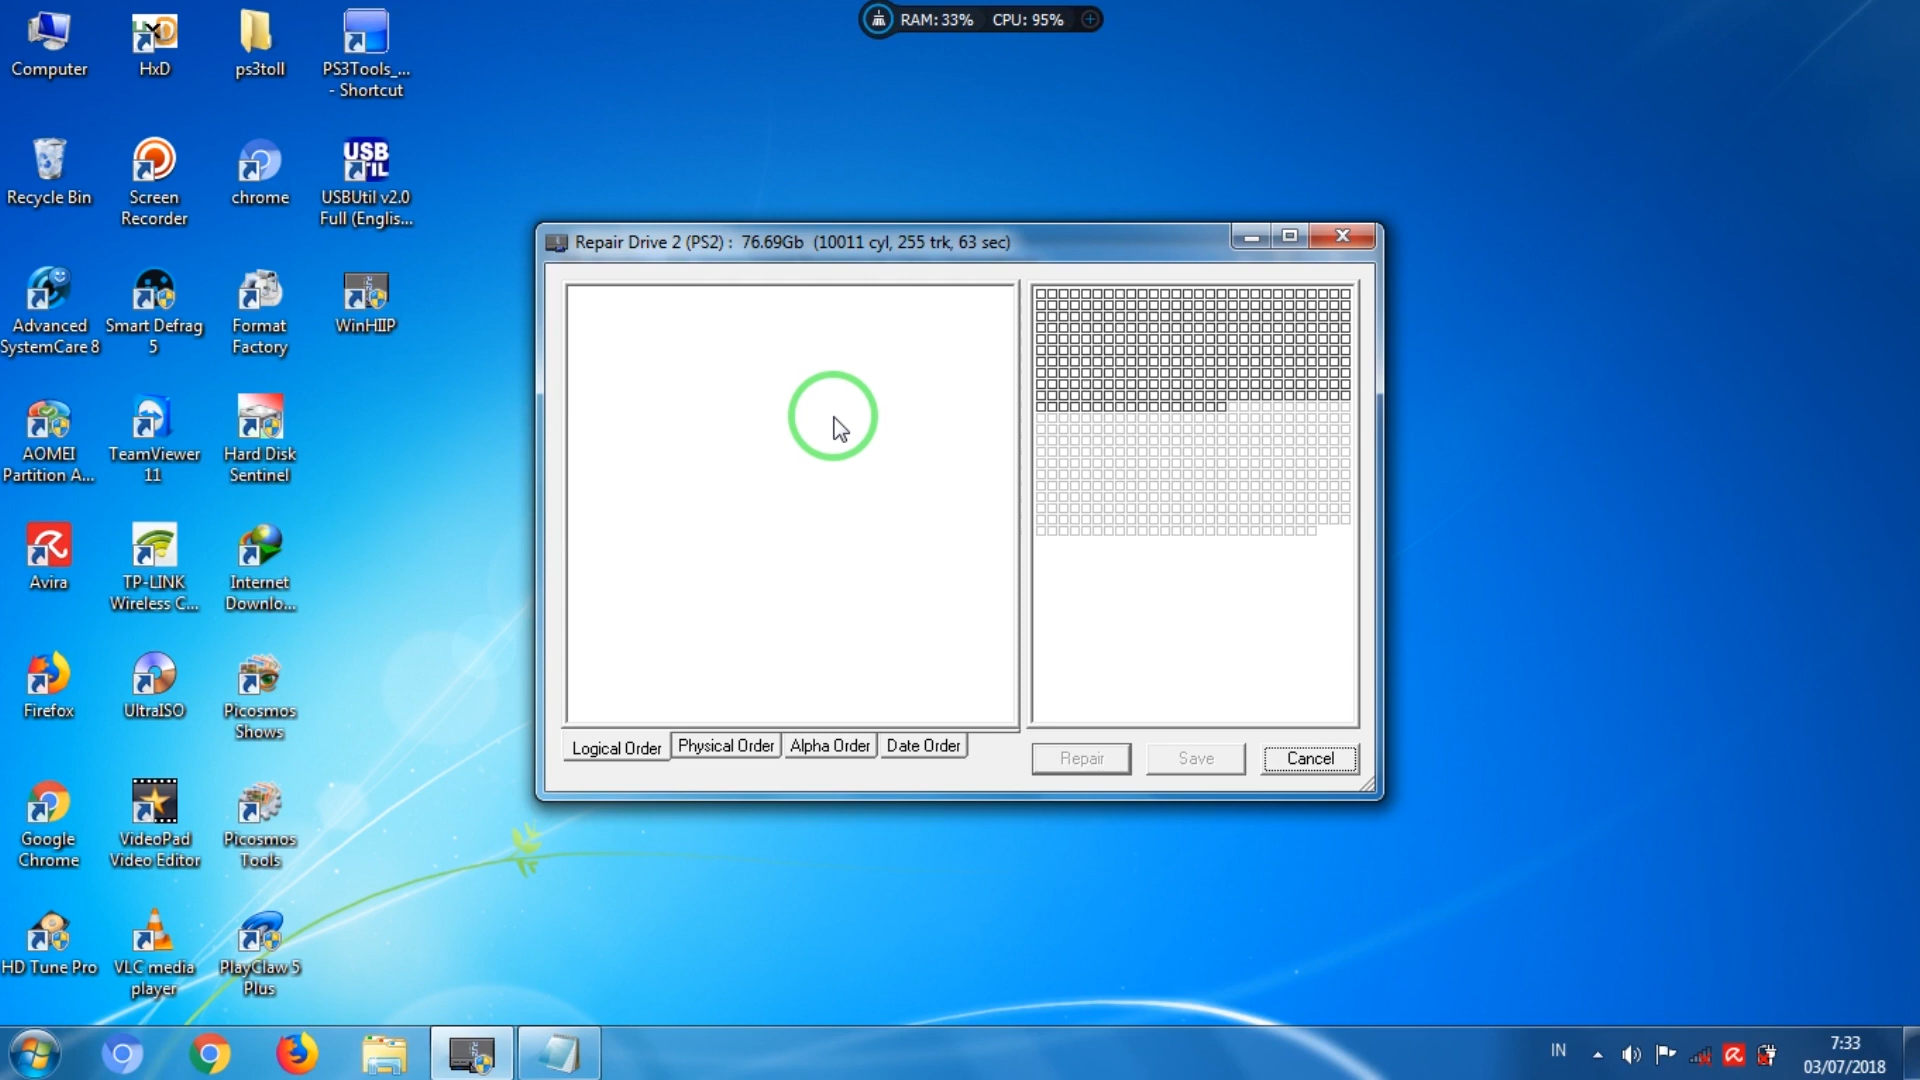 RAM: 33% CPU: 95%
Computer
HxD
ps3toll
PS3Tools_...
- Shortcut
Recycle Bin
Screen
Recorder
chrome
USB
USBUtil v2.0
Full (Englis...
Advanced
SystemCare 8
Smart Defrag
5
Format
Factory
WinHIIP
AOMEI
Partition A...
TeamViewer
11
Hard Disk
Sentinel
Avira
TP-LINK
Wireless C...
Internet
Downlo...
Firefox
UltraISO
Picosmos
Shows
Google
Chrome
VideoPad
Video Editor
Picosmos
Tools
HD Tune Pro
VLC media
player
PlayClaw 5
Plus
Repair Drive 2 (PS2) : 76.69Gb (10011 cyl, 255 trk, 63 sec)
Logical Order
Physical Order
Alpha Order
Date Order
Repair
Save
Cancel
IN
7:33
03/07/2018